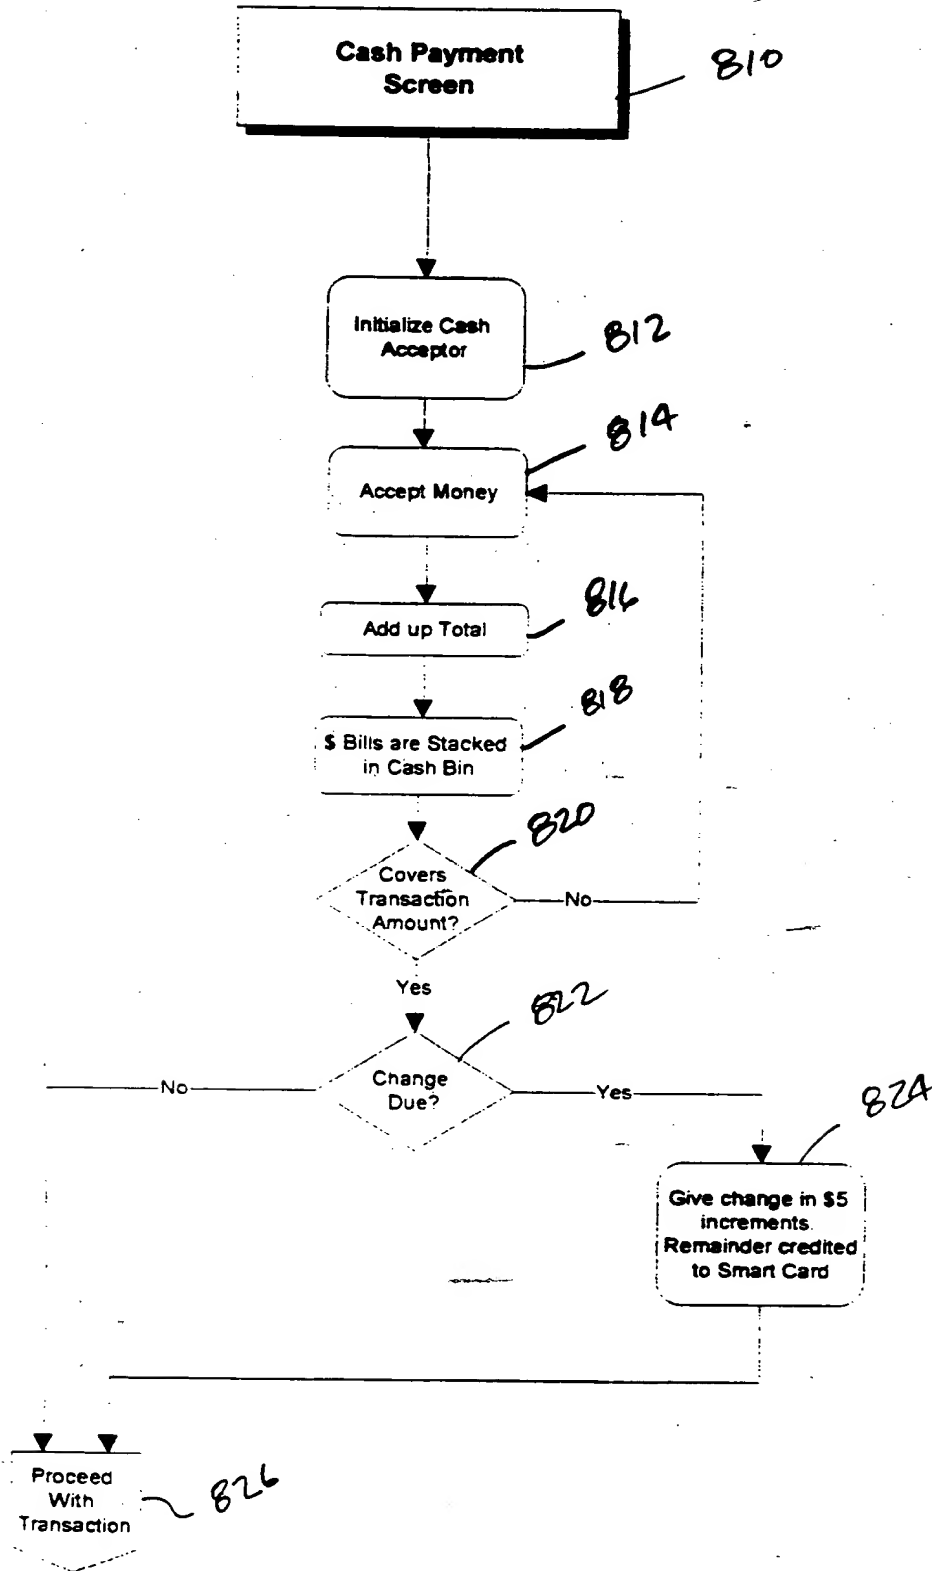 Cash Payment
Screen
810
Initialize Cash
Acceptor
812
814
Accept Money
816
Add up Total
818
$ Bills are Stacked
in Cash Bin
820
Covers
Transaction
Amount?
No
Yes
822
Change
Due?
No
Yes
824
Give change in $5
increments.
Remainder credited
to Smart Card
Proceed
With
Transaction
826